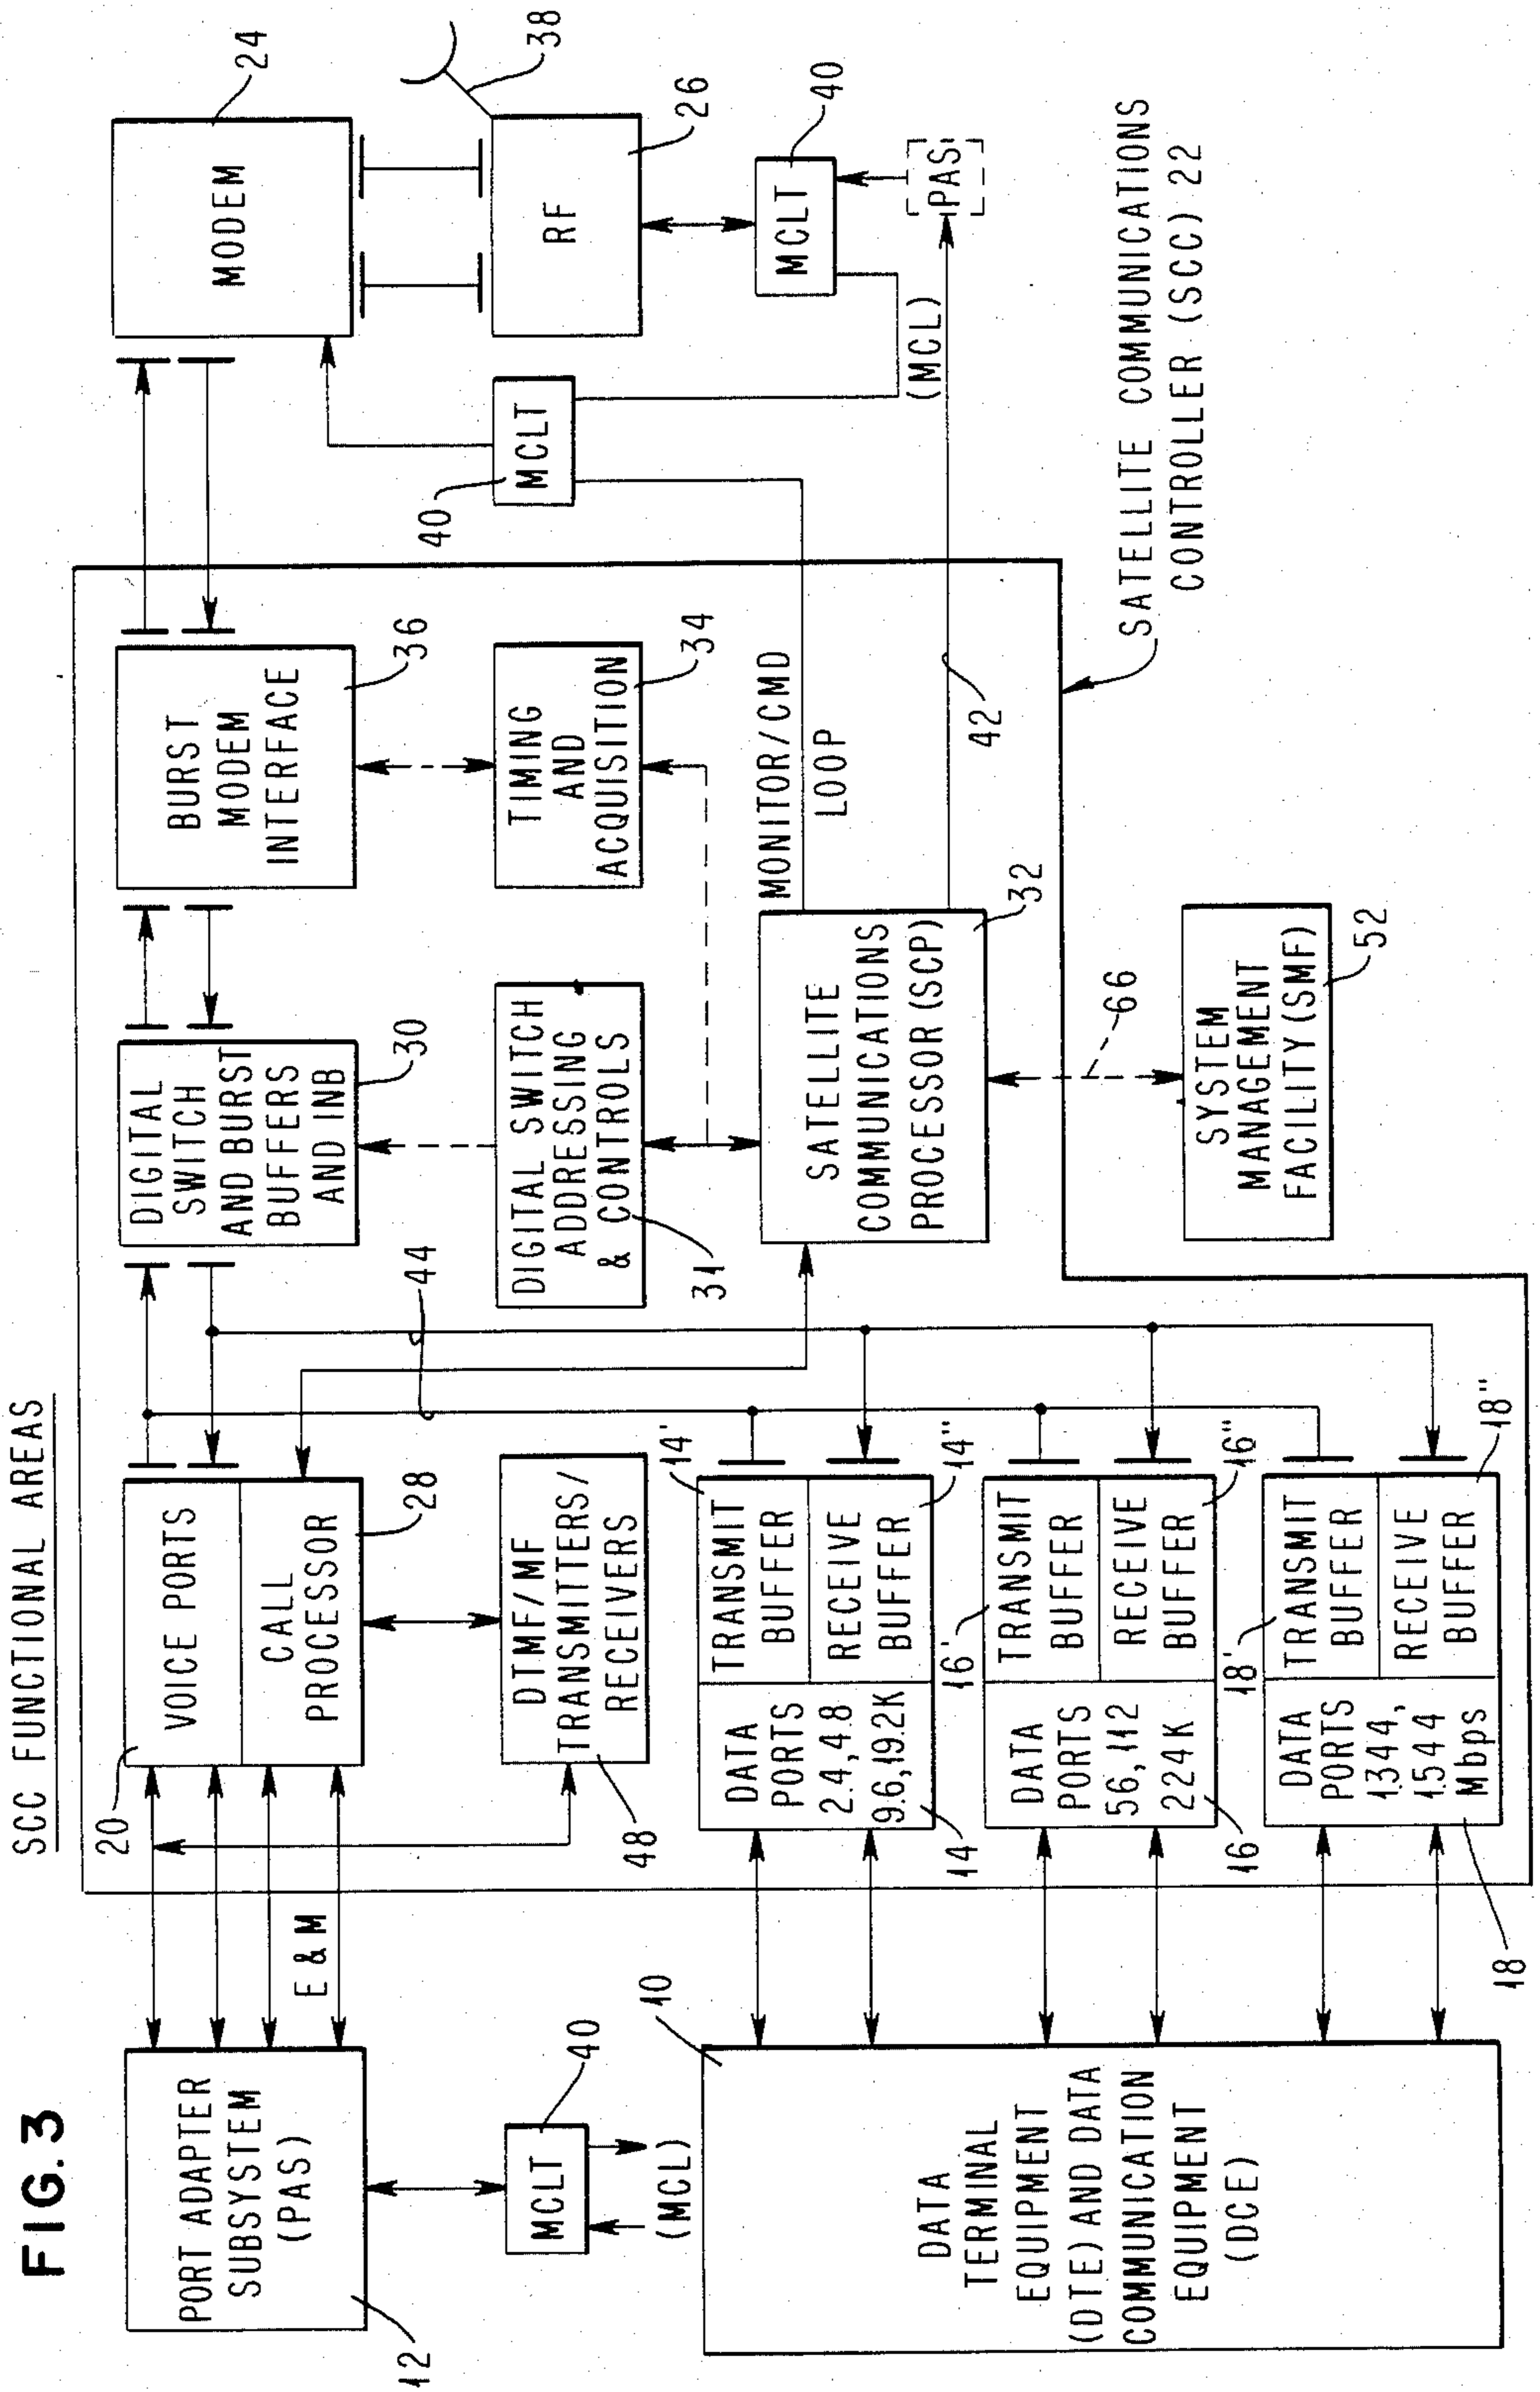 FIG. 3
SCC FUNCTIONAL AREAS
PORT ADAPTER
SUBSYSTEM
(PAS)
12
E & M
MCLT
40
(MCL)
10
DATA
TERMINAL
EQUIPMENT
(DTE) AND DATA
COMMUNICATION
EQUIPMENT
(DCE)
20
VOICE PORTS
CALL
PROCESSOR
28
DTMF/MF
TRANSMITTERS/
RECEIVERS
48
44
DATA
PORTS
2.4, 4.8
9.6, 19.2K
14
TRANSMIT
BUFFER
14'
RECEIVE
BUFFER
14"
DATA
PORTS
56, 112
224K
16
TRANSMIT
BUFFER
16'
RECEIVE
BUFFER
16"
DATA
PORTS
1.344,
1.544
Mbps
18
TRANSMIT
BUFFER
18'
RECEIVE
BUFFER
18"
DIGITAL
SWITCH
AND BURST
BUFFERS
AND INB
30
DIGITAL SWITCH
ADDRESSING
& CONTROLS
31
SATELLITE
COMMUNICATIONS
PROCESSOR (SCP)
32
66
SYSTEM
MANAGEMENT
FACILITY (SMF)
52
BURST
MODEM
INTERFACE
36
TIMING
AND
ACQUISITION
34
MONITOR/CMD
LOOP
42
MODEM
24
38
RF
26
MCLT
40
MCLT
40
(MCL)
PAS
SATELLITE COMMUNICATIONS
CONTROLLER (SCC) 22